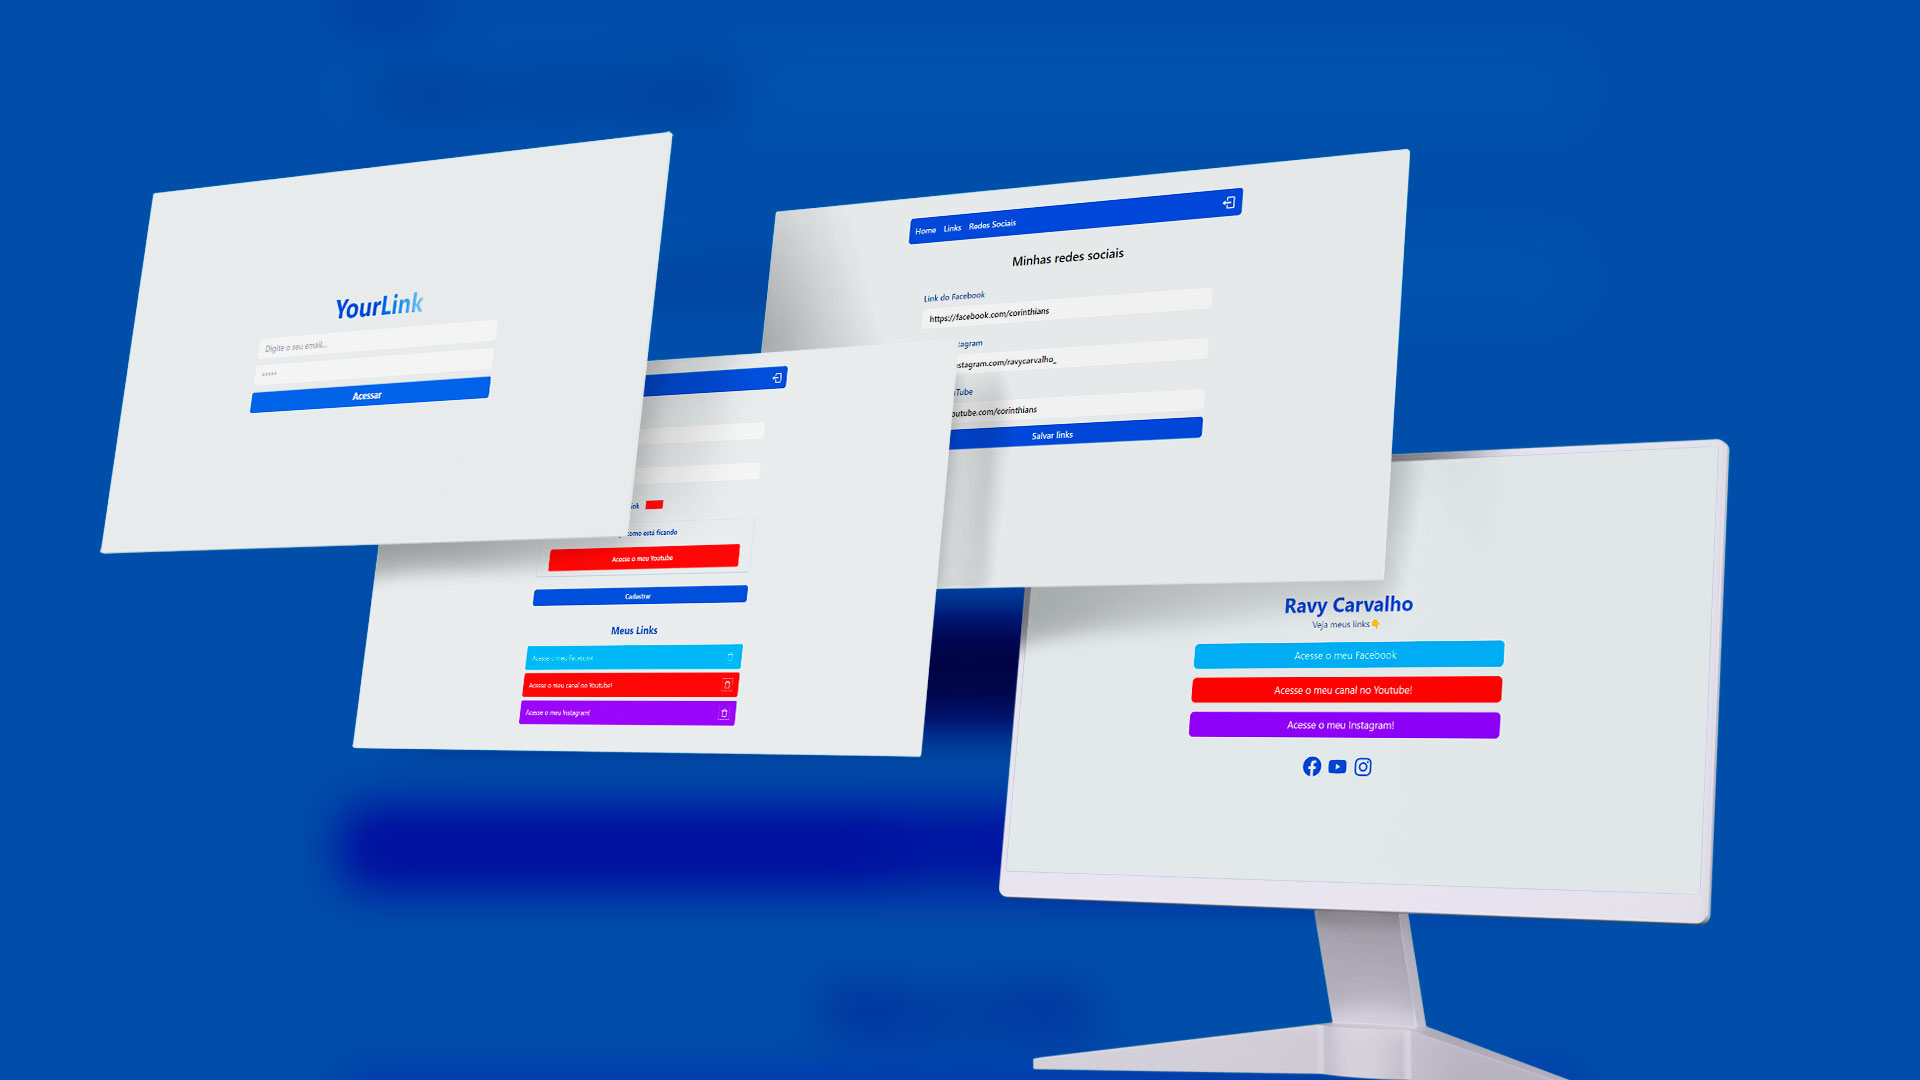 YourLink
Digite o seu email...
*****
Acessar
Home Links Redes Sociais
Minhas redes sociais
Link do Facebook
https://facebook.com/corinthians
stagram
nstagram.com/ravycarvalho_
uTube
outube.com/corinthians
Salvar links
ink
como está ficando
Acesse o meu Youtube
Cadastrar
Meus Links
Acesse o meu Facebook
Acesse o meu canal no Youtube!
Acesse o meu Instagram!
Ravy Carvalho
Veja meus links👇
Acesse o meu Facebook
Acesse o meu canal no Youtube!
Acesse o meu Instagram!